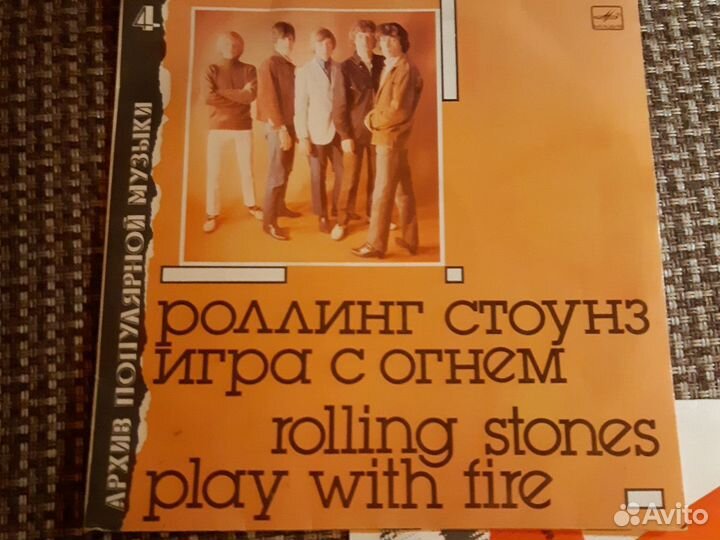 4
АРХИВ ПОПУЛЯРНОЙ МУЗЫКИ
РОЛЛИНГ СТОУНЗ
ИГРА С ОГНЕМ
rolling stones
play with fire
Avito